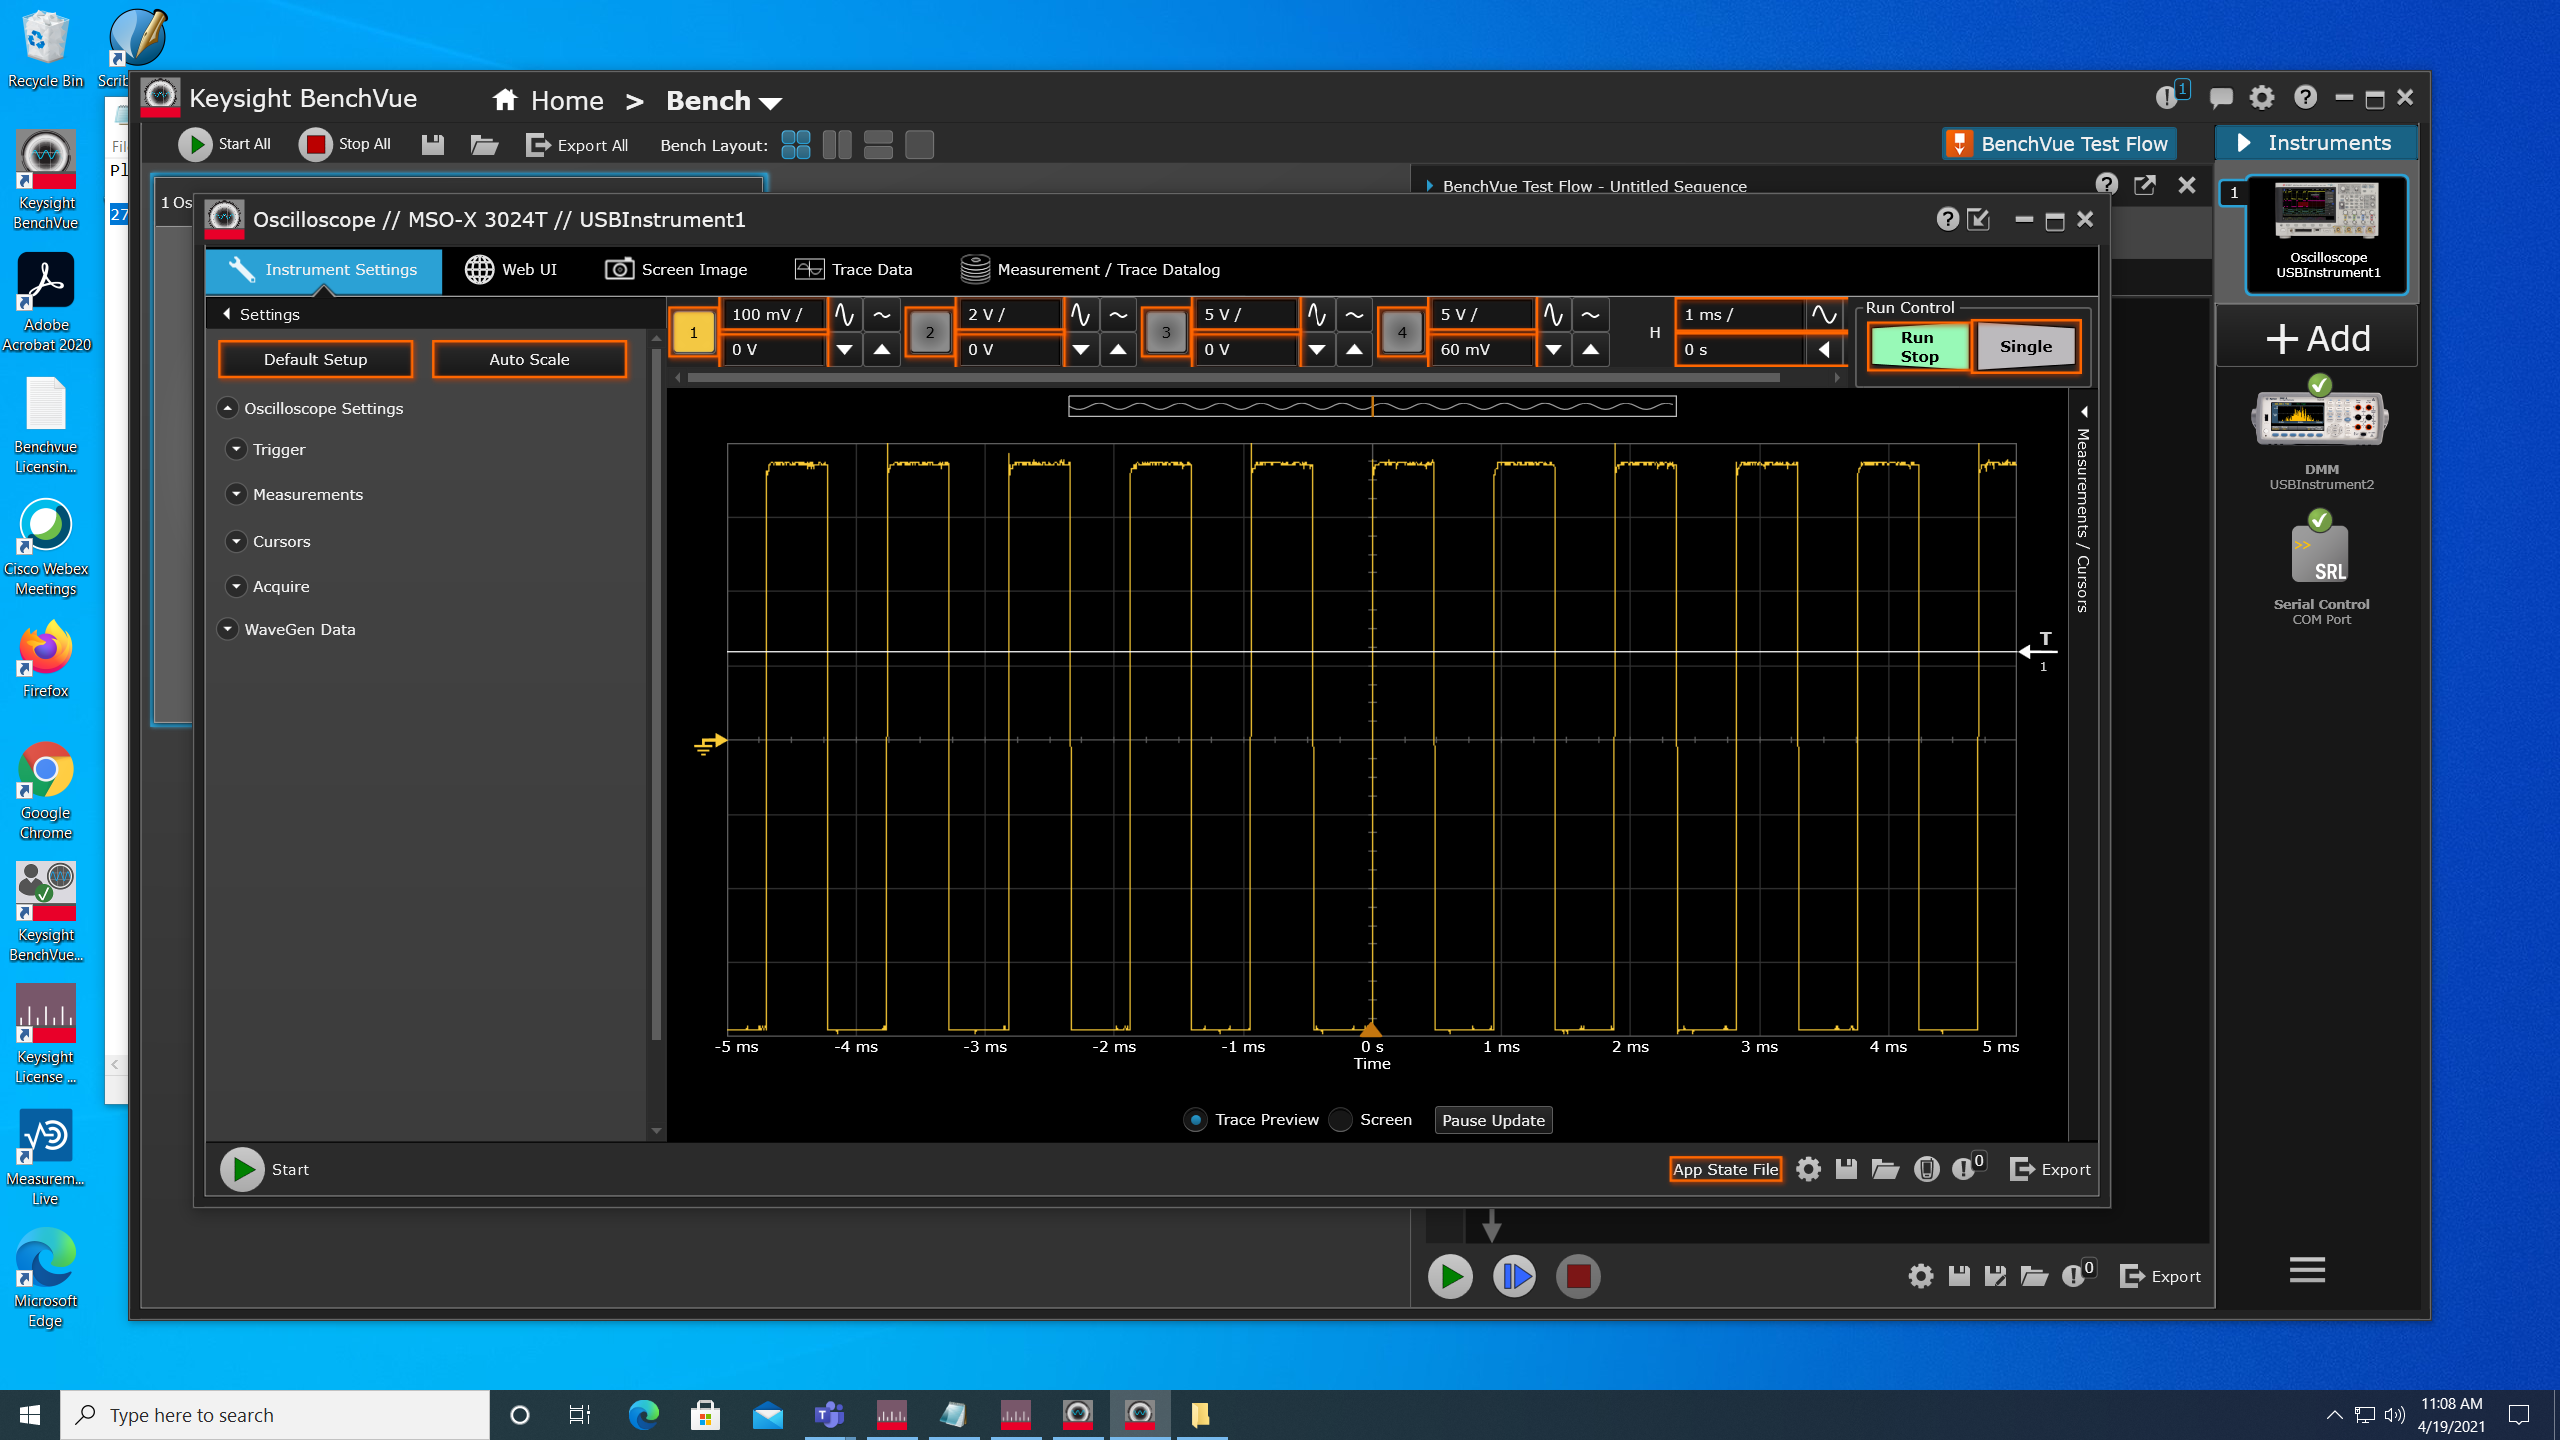 Recycle Bin
Scrib
Keysight BenchVue
Home > Bench
1
Start All
Stop All
Export All
Bench Layout:
BenchVue Test Flow
Instruments
File
Pl
27
1 Os
BenchVue Test Flow - Untitled Sequence
Oscilloscope // MSO-X 3024T // USBInstrument1
Instrument Settings
Web UI
Screen Image
Trace Data
Measurement / Trace Datalog
Settings
Default Setup
Auto Scale
Oscilloscope Settings
Trigger
Measurements
Cursors
Acquire
WaveGen Data
1
100 mV /
0 V
2
2 V /
0 V
3
5 V /
0 V
4
5 V /
60 mV
H
1 ms /
0 s
Run Control
Run
Stop
Single
Measurements / Cursors
T
1
-5 ms
-4 ms
-3 ms
-2 ms
-1 ms
0 s
1 ms
2 ms
3 ms
4 ms
5 ms
Time
Trace Preview
Screen
Pause Update
Start
App State File
0
Export
0
Export
1
Oscilloscope
USBInstrument1
+ Add
DMM
USBInstrument2
>>
SRL
Serial Control
COM Port
Keysight
BenchVue
Adobe
Acrobat 2020
Benchvue
Licensin...
Cisco Webex
Meetings
Firefox
Google
Chrome
Keysight
BenchVue...
Keysight
License ...
Measurem...
Live
Microsoft
Edge
Type here to search
11:08 AM
4/19/2021